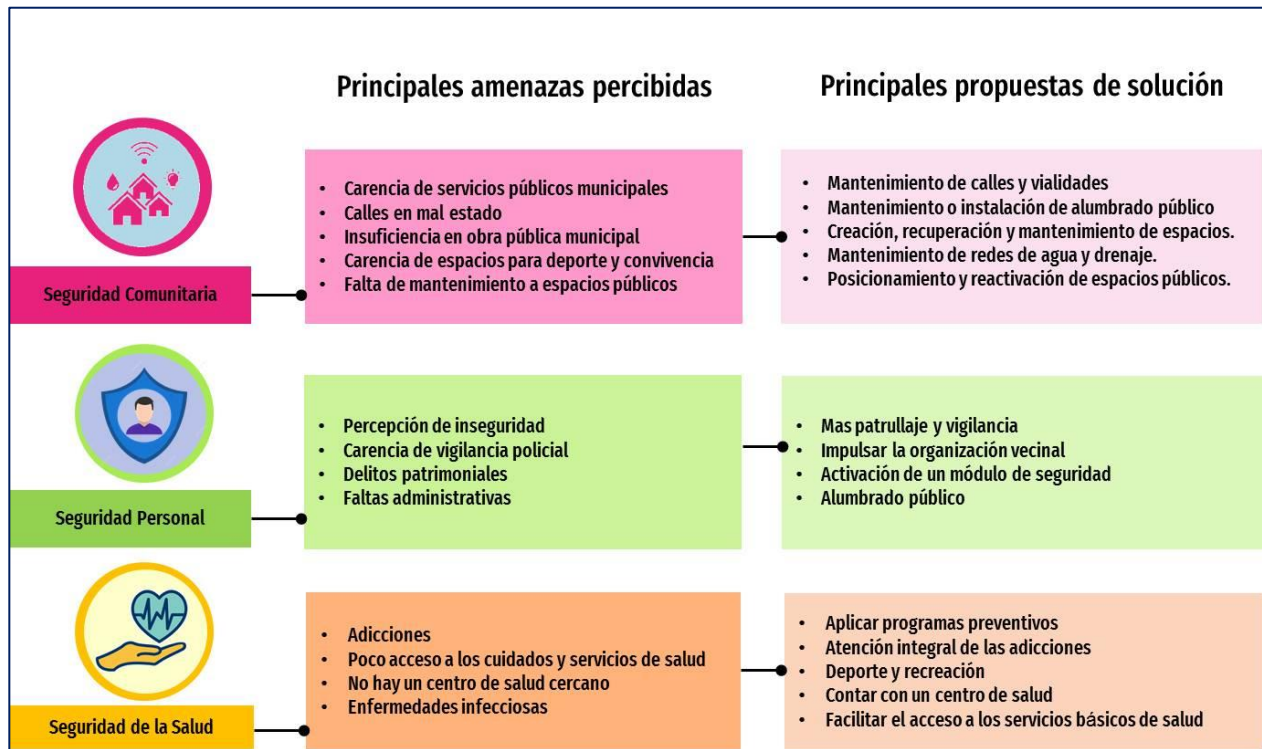 Principales amenazas percibidas
Principales propuestas de solución
Seguridad Comunitaria
• Carencia de servicios públicos municipales
• Calles en mal estado
• Insuficiencia en obra pública municipal
• Carencia de espacios para deporte y convivencia
• Falta de mantenimiento a espacios públicos
• Mantenimiento de calles y vialidades
• Mantenimiento o instalación de alumbrado público
• Creación, recuperación y mantenimiento de espacios.
• Mantenimiento de redes de agua y drenaje.
• Posicionamiento y reactivación de espacios públicos.
Seguridad Personal
• Percepción de inseguridad
• Carencia de vigilancia policial
• Delitos patrimoniales
• Faltas administrativas
• Mas patrullaje y vigilancia
• Impulsar la organización vecinal
• Activación de un módulo de seguridad
• Alumbrado público
Seguridad de la Salud
• Adicciones
• Poco acceso a los cuidados y servicios de salud
• No hay un centro de salud cercano
• Enfermedades infecciosas
• Aplicar programas preventivos
• Atención integral de las adicciones
• Deporte y recreación
• Contar con un centro de salud
• Facilitar el acceso a los servicios básicos de salud